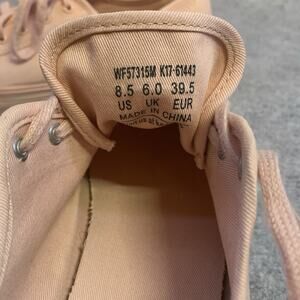 WF57315M K17-61443
8.5 6.0 39.5
US UK EUR
MADE IN CHINA